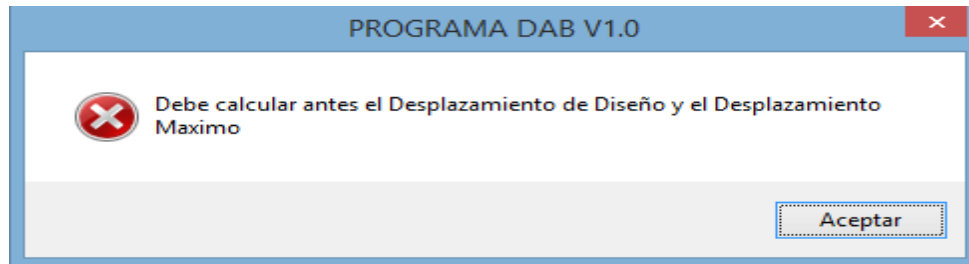 PROGRAMA DAB V1.0
Debe calcular antes el Desplazamiento de Diseño y el Desplazamiento
Maximo
Aceptar